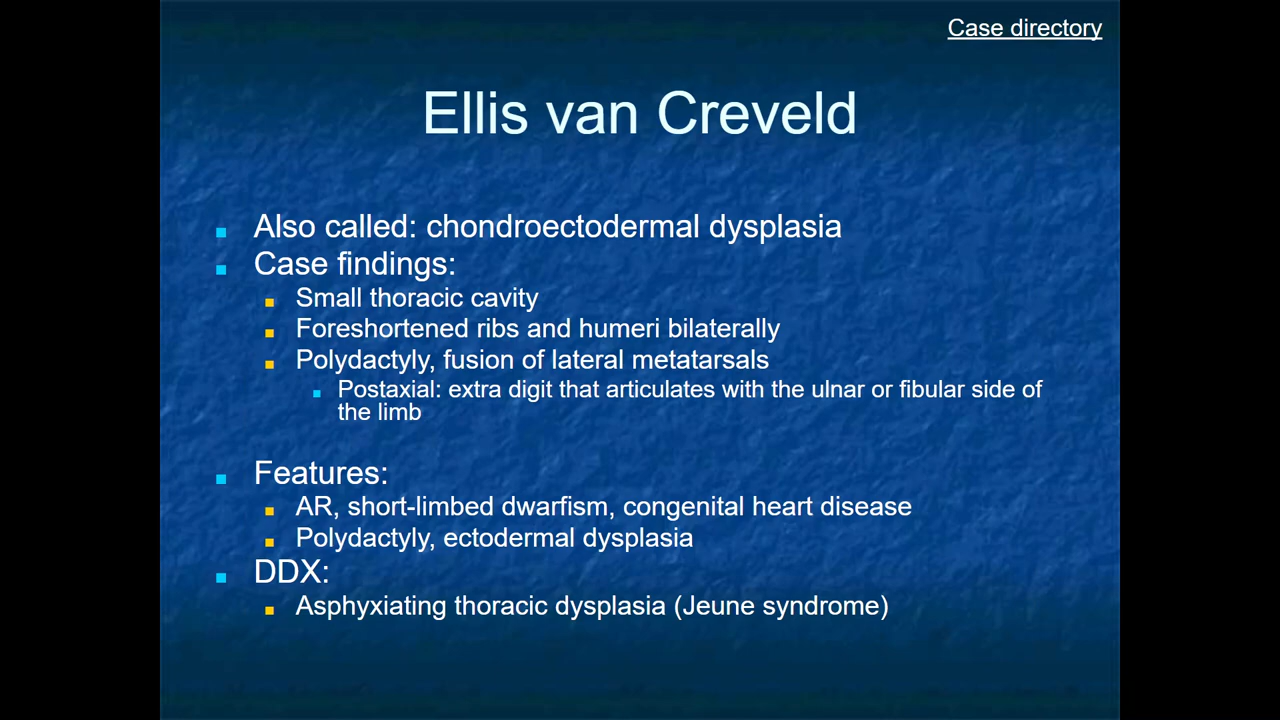 Case directory
Ellis van Creveld
Also called: chondroectodermal dysplasia
Case findings:
Small thoracic cavity
Foreshortened ribs and humeri bilaterally
Polydactyly, fusion of lateral metatarsals
Postaxial: extra digit that articulates with the ulnar or fibular side of
the limb
Features:
AR, short-limbed dwarfism, congenital heart disease
Polydactyly, ectodermal dysplasia
DDX:
Asphyxiating thoracic dysplasia (Jeune syndrome)